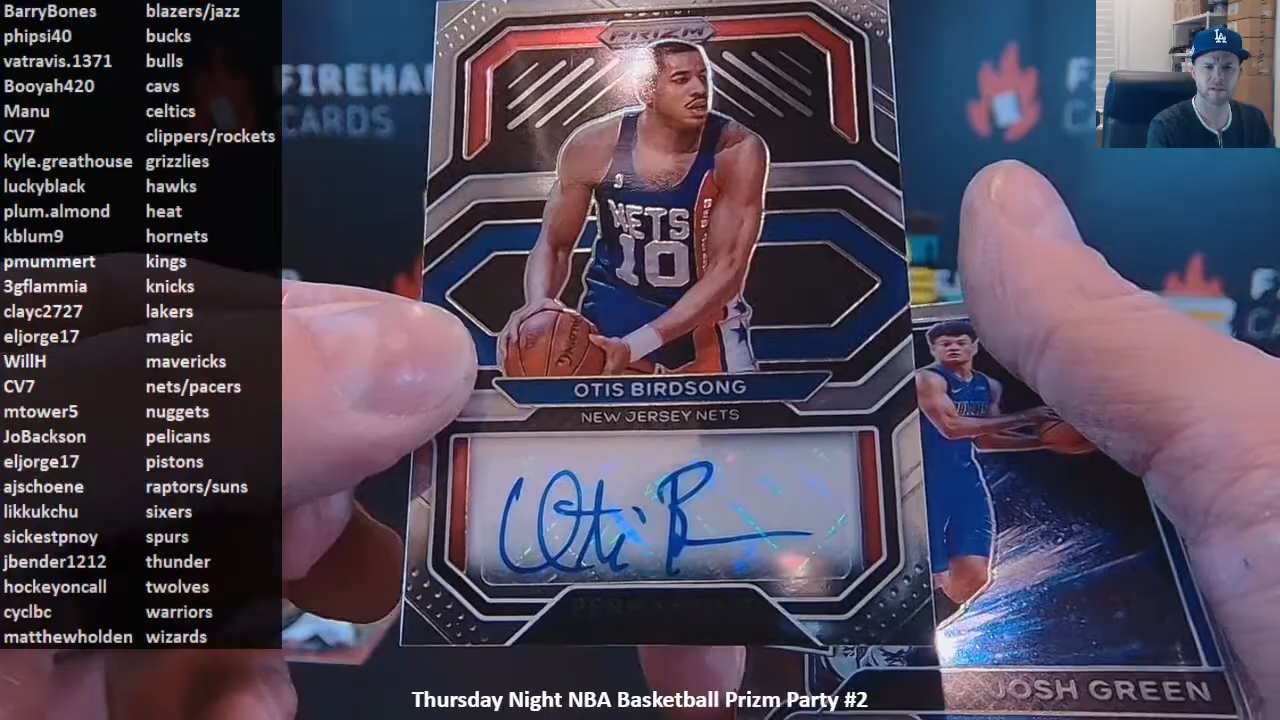 BarryBones blazers/jazz
phipsi40 bucks
vatravis.1371 bulls
Booyah420 cavs
Manu celtics
CV7 clippers/rockets
kyle.greathouse grizzlies
luckyblack hawks
plum.almond heat
kblum9 hornets
pmummert kings
3gflammia knicks
clayc2727 lakers
eljorge17 magic
WillH mavericks
CV7 nets/pacers
mtower5 nuggets
JoBackson pelicans
eljorge17 pistons
ajschoene raptors/suns
likkukchu sixers
sickestpnoy spurs
jbender1212 thunder
hockeyoncall twolves
cyclbc warriors
matthewholden wizards
CARDS
PRIZM
NETS
10
OTIS BIRDSONG
NEW JERSEY NETS
LA
JOSH GREEN
Thursday Night NBA Basketball Prizm Party #2